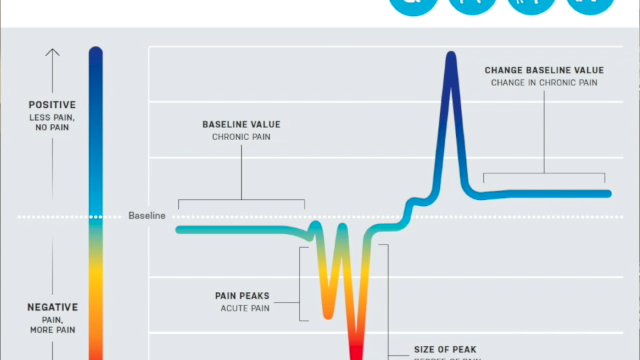 POSITIVE
LESS PAIN,
NO PAIN
BASELINE VALUE
CHRONIC PAIN
CHANGE BASELINE VALUE
CHANGE IN CHRONIC PAIN
Baseline
PAIN PEAKS
ACUTE PAIN
NEGATIVE
PAIN,
MORE PAIN
SIZE OF PEAK